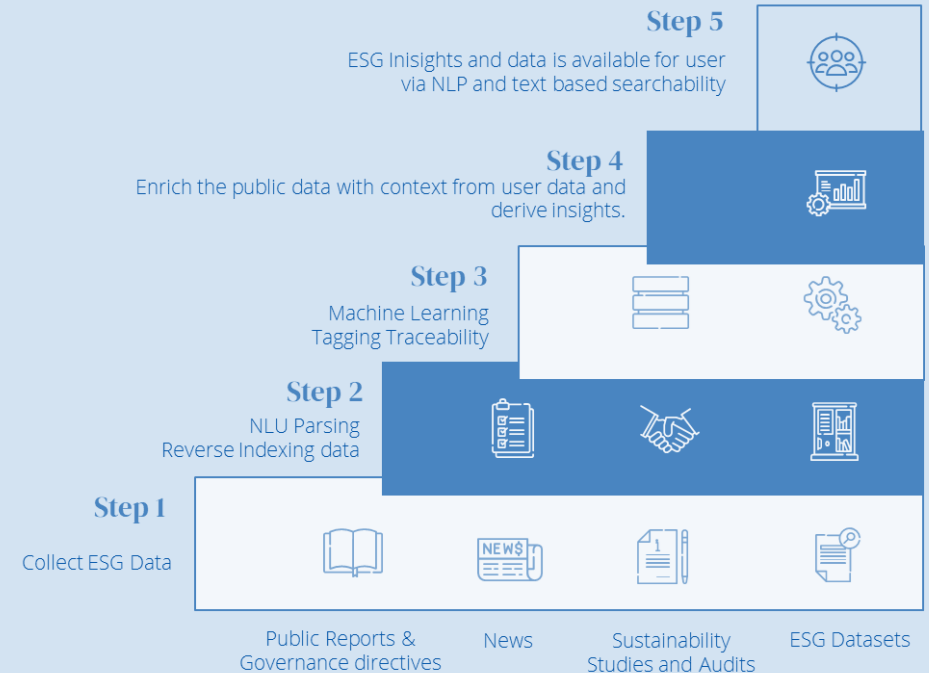 Step 5
ESG Inisights and data is available for user
via NLP and text based searchability
Step 4
Enrich the public data with context from user data and
derive insights.
Step 3
Machine Learning
Tagging Traceability
Step 2
NLU Parsing
Reverse Indexing data
Step 1
Collect ESG Data
NEW$
1
Public Reports &
Governance directives
News
Sustainability
Studies and Audits
ESG Datasets